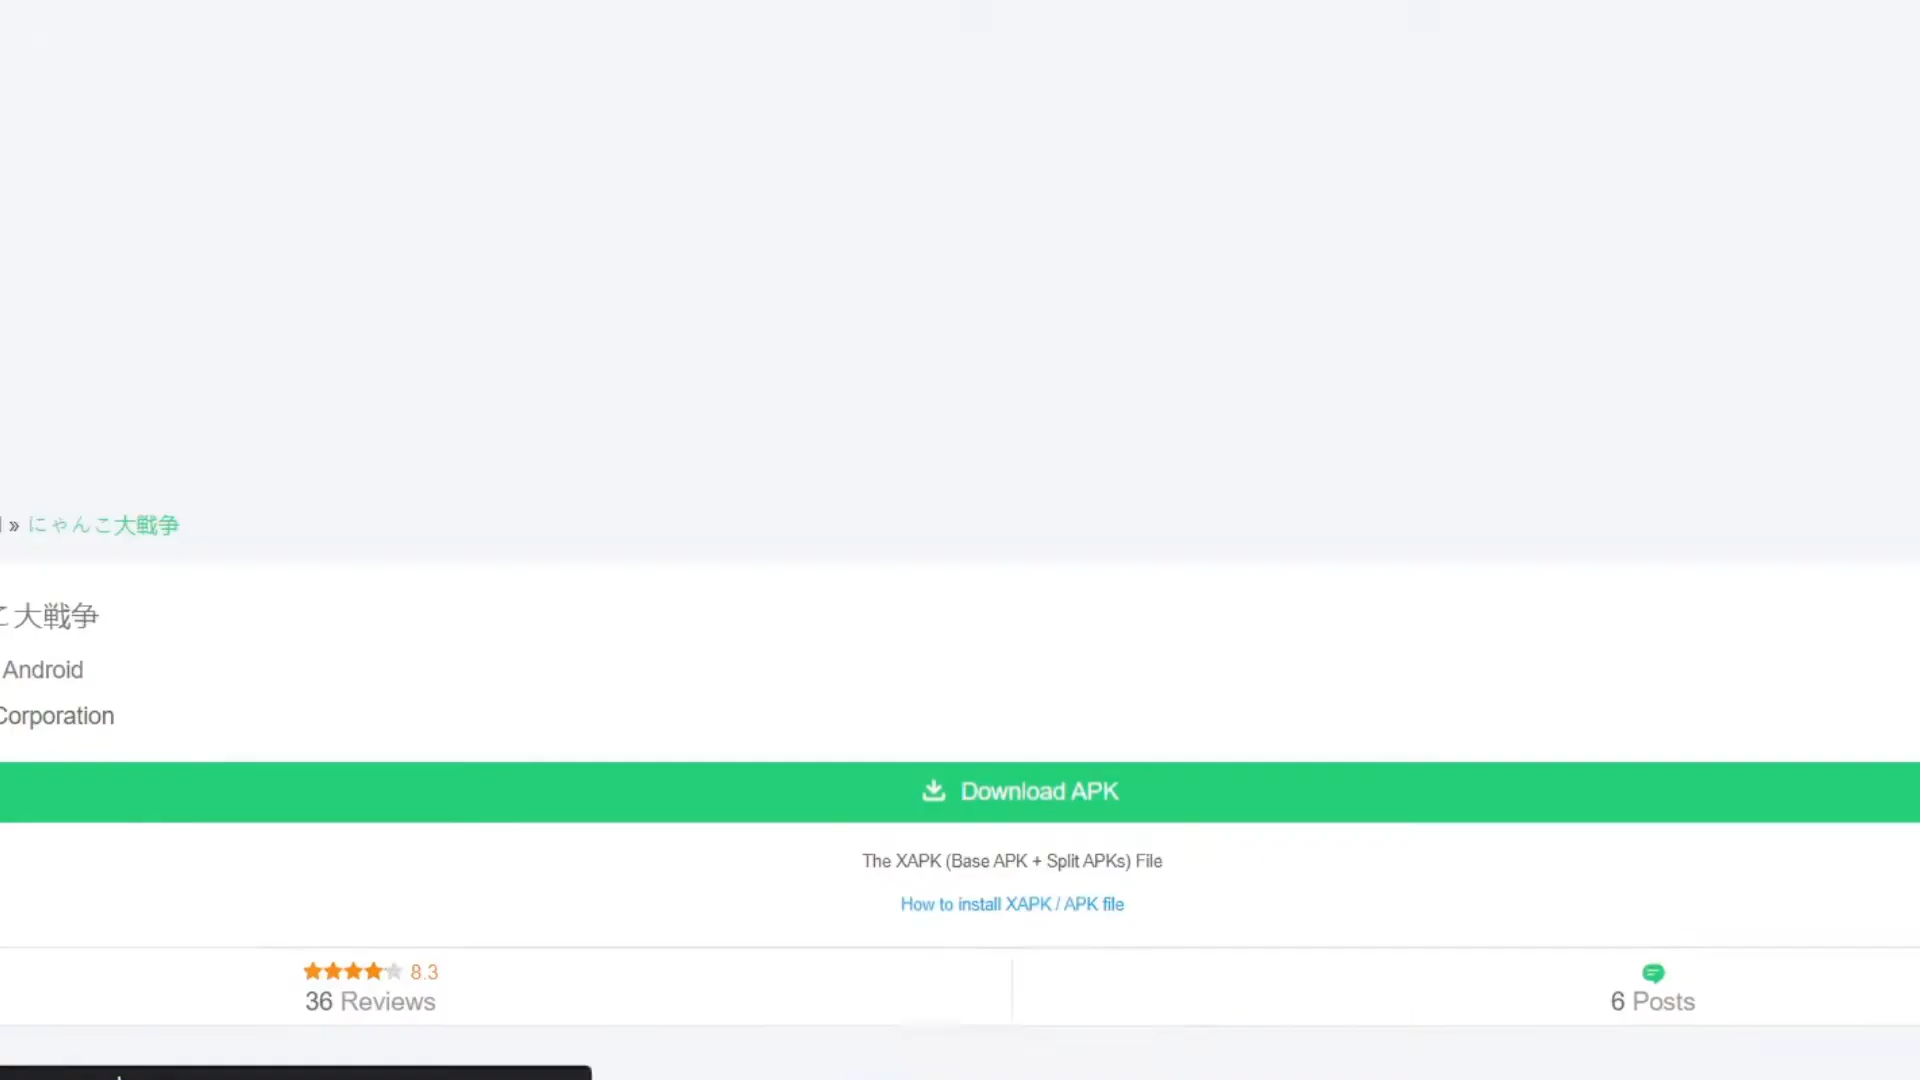 » にゃんこ大戦争
こ大戦争
Android
Corporation
Download APK
The XAPK (Base APK + Split APKs) File
How to install XAPK / APK file
8.3
36 Reviews
6 Posts